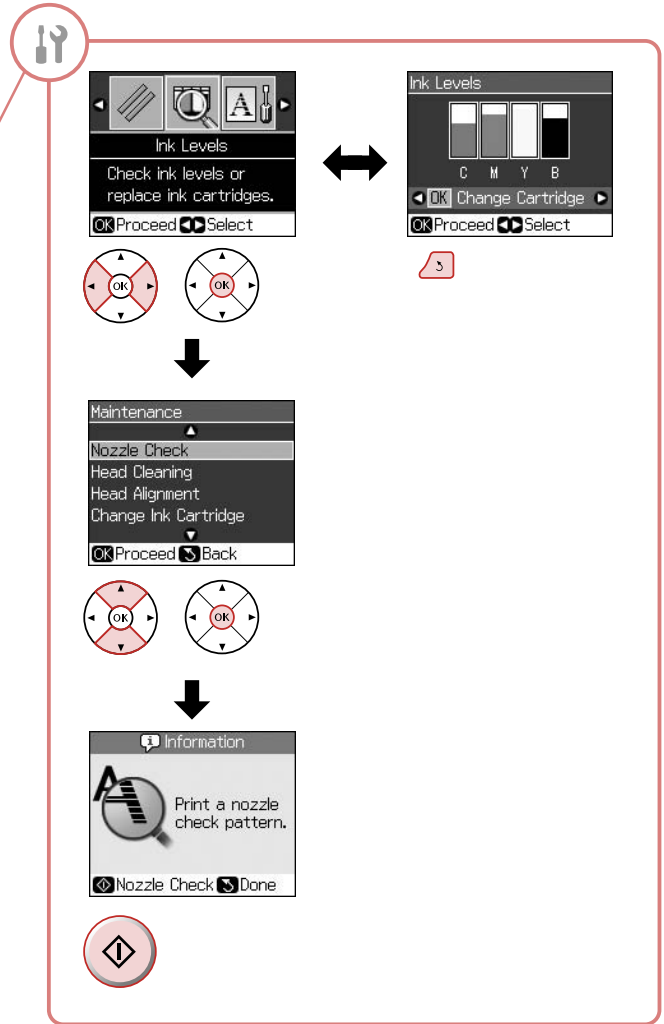 Ink Levels
Check ink levels or
replace ink cartridges.
OK Proceed Select
Ink Levels
C M Y B
OK Change Cartridge
OK Proceed Select
OK
OK
Maintenance
Nozzle Check
Head Cleaning
Head Alignment
Change Ink Cartridge
OK Proceed Back
OK
OK
i Information
A
Print a nozzle
check pattern.
Nozzle Check Done